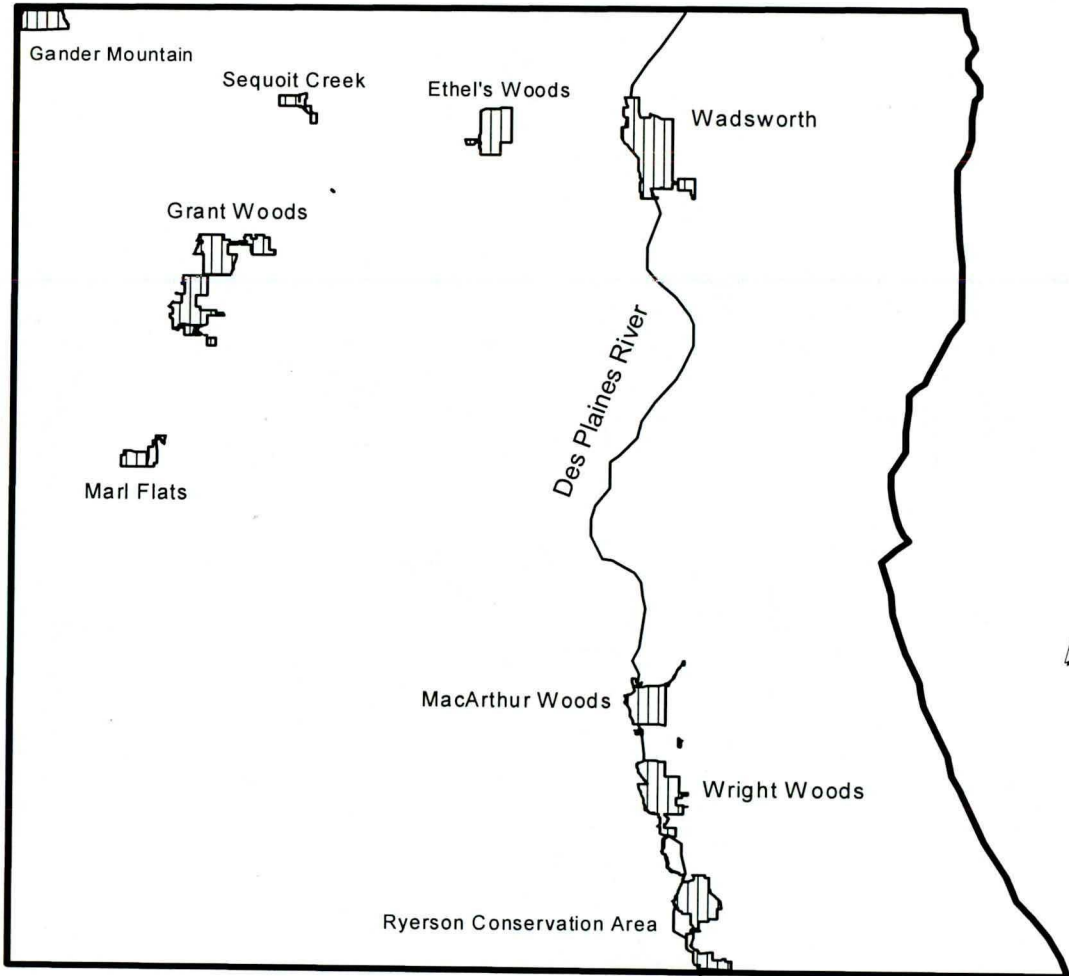 Gander Mountain
Sequoit Creek
Ethel's Woods
Wadsworth
Grant Woods
Des Plaines River
Marl Flats
MacArthur Woods
Wright Woods
Ryerson Conservation Area